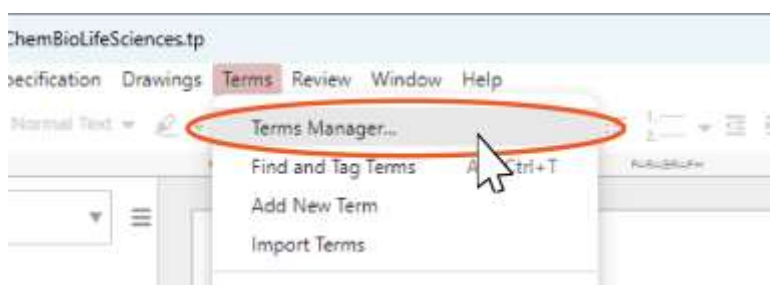 ChemBioLifeSciences.tp
pecification Drawings Terms Review Window Help
Normal Text
Terms Manager...
Find and Tag Terms Ctrl+T
Add New Term
Import Terms